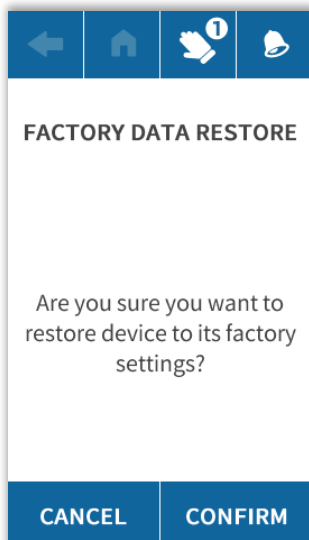 1
FACTORY DATA RESTORE
Are you sure you want to
restore device to its factory
settings?
CANCEL
CONFIRM